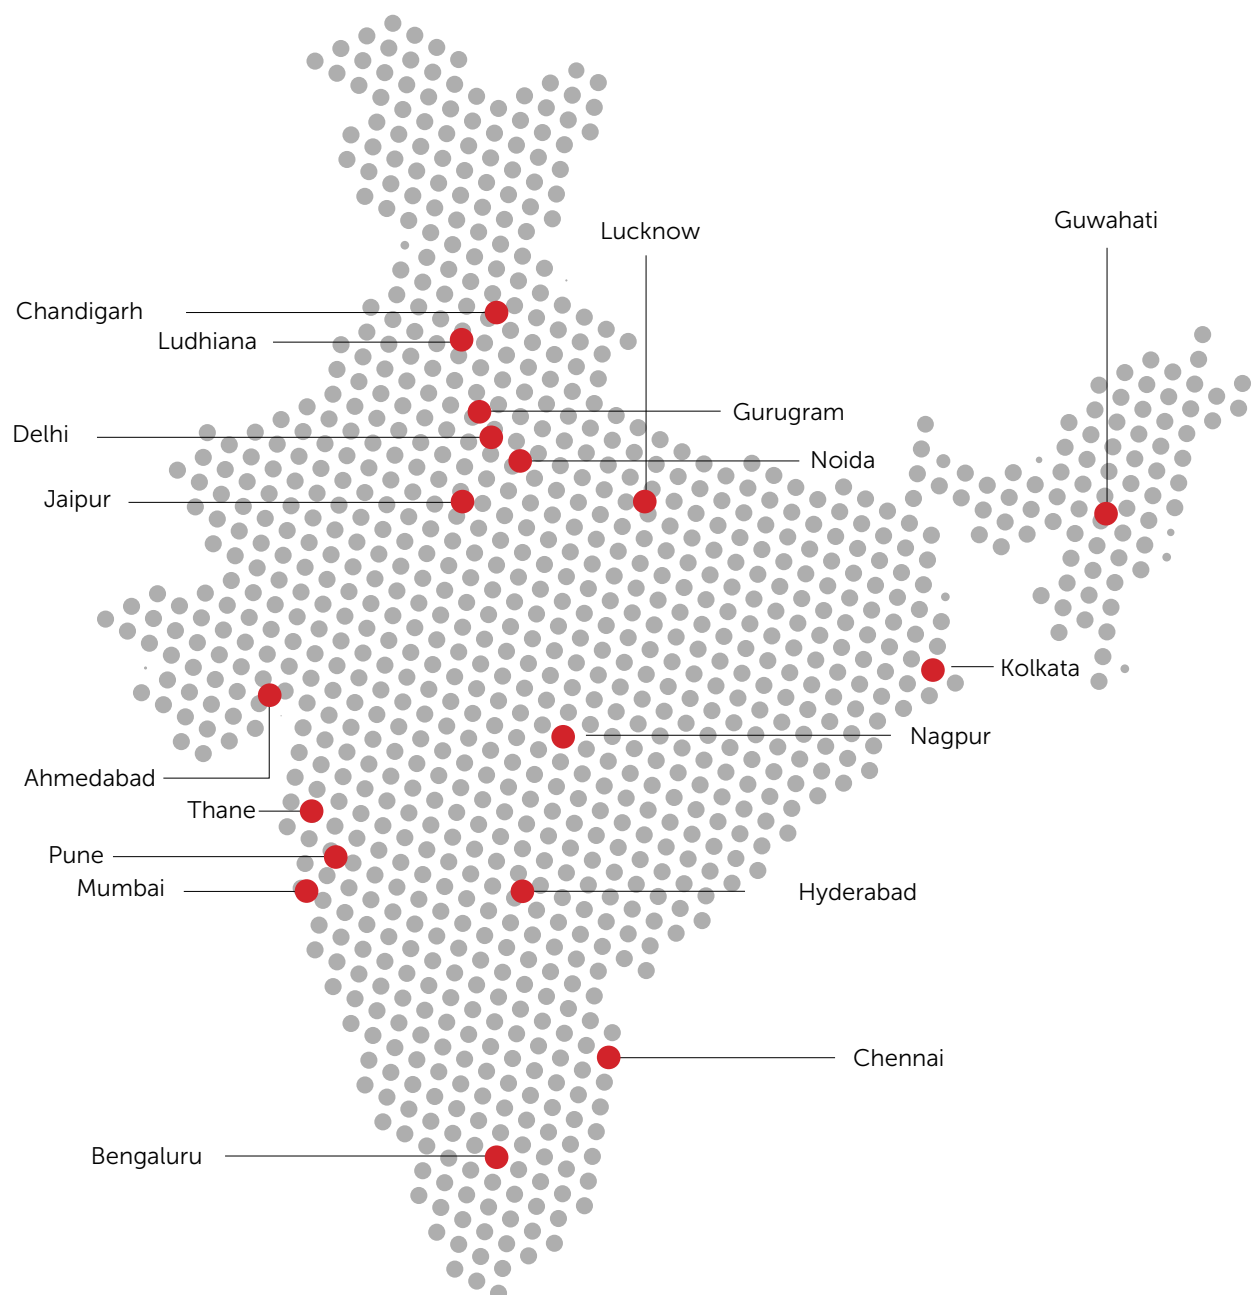 Guwahati
Lucknow
Chandigarh
Ludhiana
Gurugram
Delhi
Noida
Jaipur
Kolkata
Nagpur
Ahmedabad
Thane
Pune
Mumbai
Hyderabad
Chennai
Bengaluru